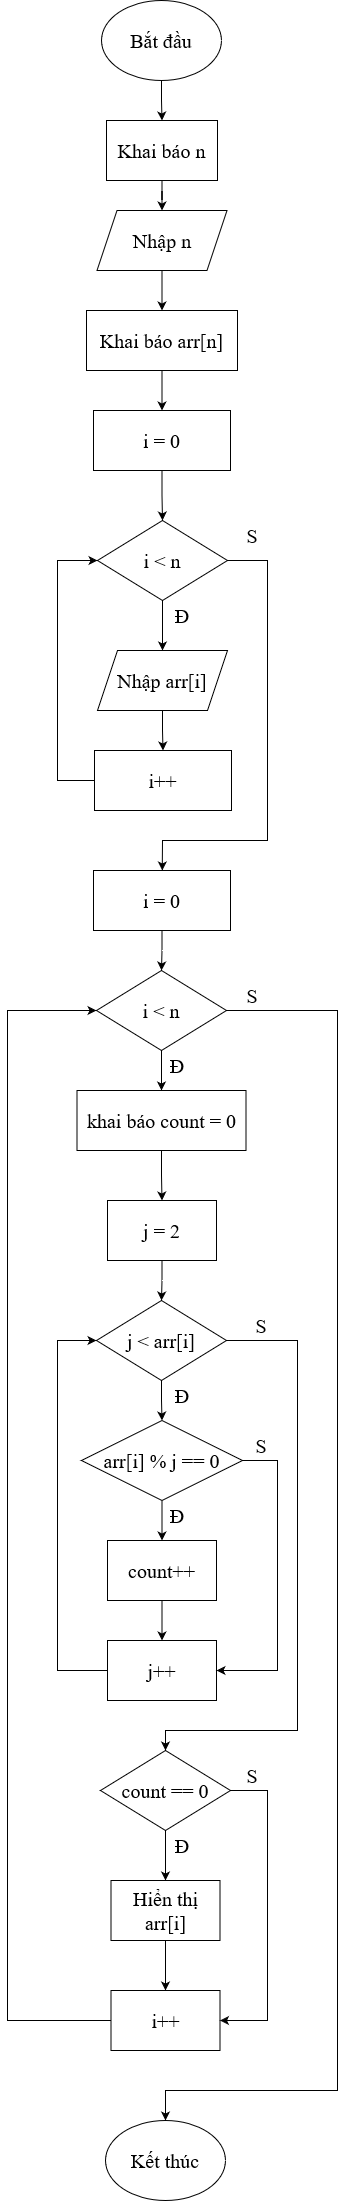 Bắt đầu
Khai báo n
Nhập n
Khai báo arr[n]
i = 0
i < n
S
Đ
Nhập arr[i]
i++
i = 0
i < n
S
Đ
khai báo count = 0
j = 2
j < arr[i]
S
Đ
arr[i] % j == 0
S
Đ
count++
j++
count == 0
S
Đ
Hiển thị
arr[i]
i++
Kết thúc